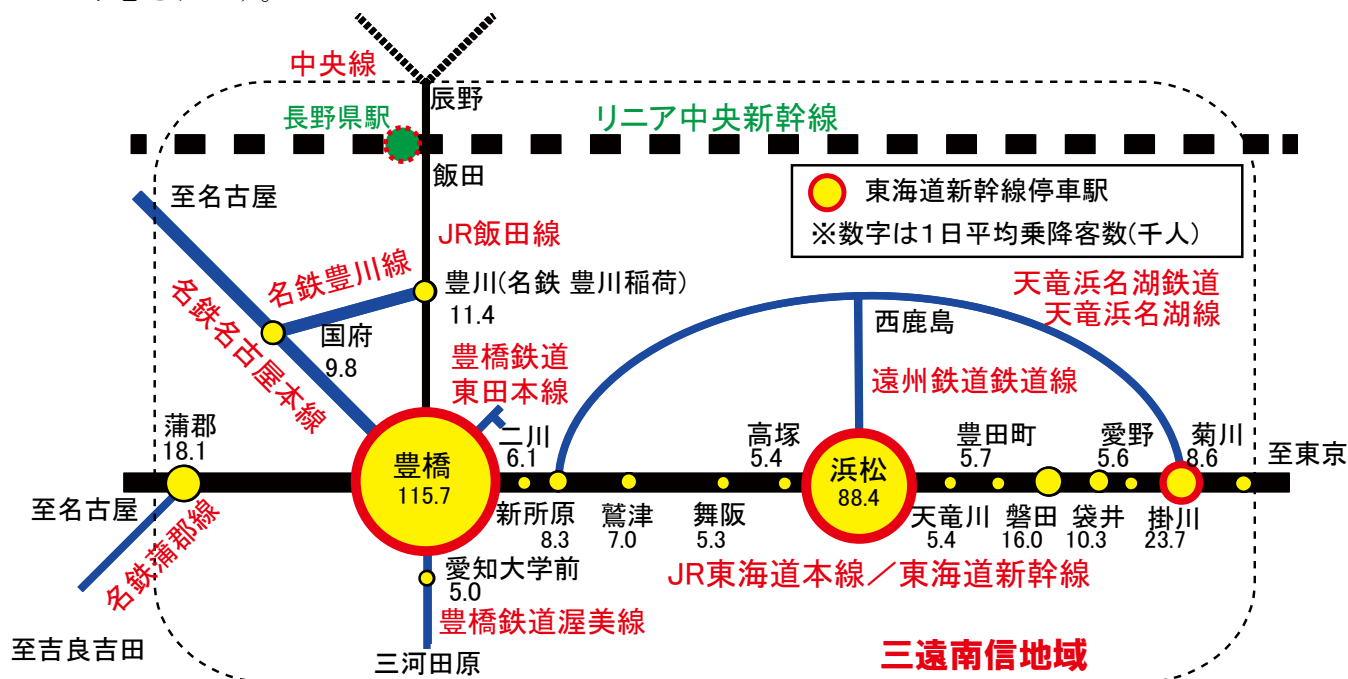 中央線
辰野
長野県駅
リニア中央新幹線
飯田
至名古屋
東海道新幹線停車駅
※数字は1日平均乗降客数(千人)
JR飯田線
名鉄豊川線
豊川(名鉄 豊川稲荷)
11.4
天竜浜名湖鉄道
天竜浜名湖線
名鉄名古屋本線
国府
9.8
西鹿島
豊橋鉄道
東田本線
遠州鉄道鉄道線
蒲郡
18.1
豊橋
115.7
二川
6.1
高塚
5.4
浜松
88.4
豊田町
5.7
愛野
5.6
菊川
8.6
至東京
至名古屋
新所原
8.3
鷲津
7.0
舞阪
5.3
天竜川
5.4
磐田
16.0
袋井
10.3
掛川
23.7
名鉄蒲郡線
愛知大学前
5.0
JR東海道本線／東海道新幹線
豊橋鉄道渥美線
至吉良吉田
三河田原
三遠南信地域